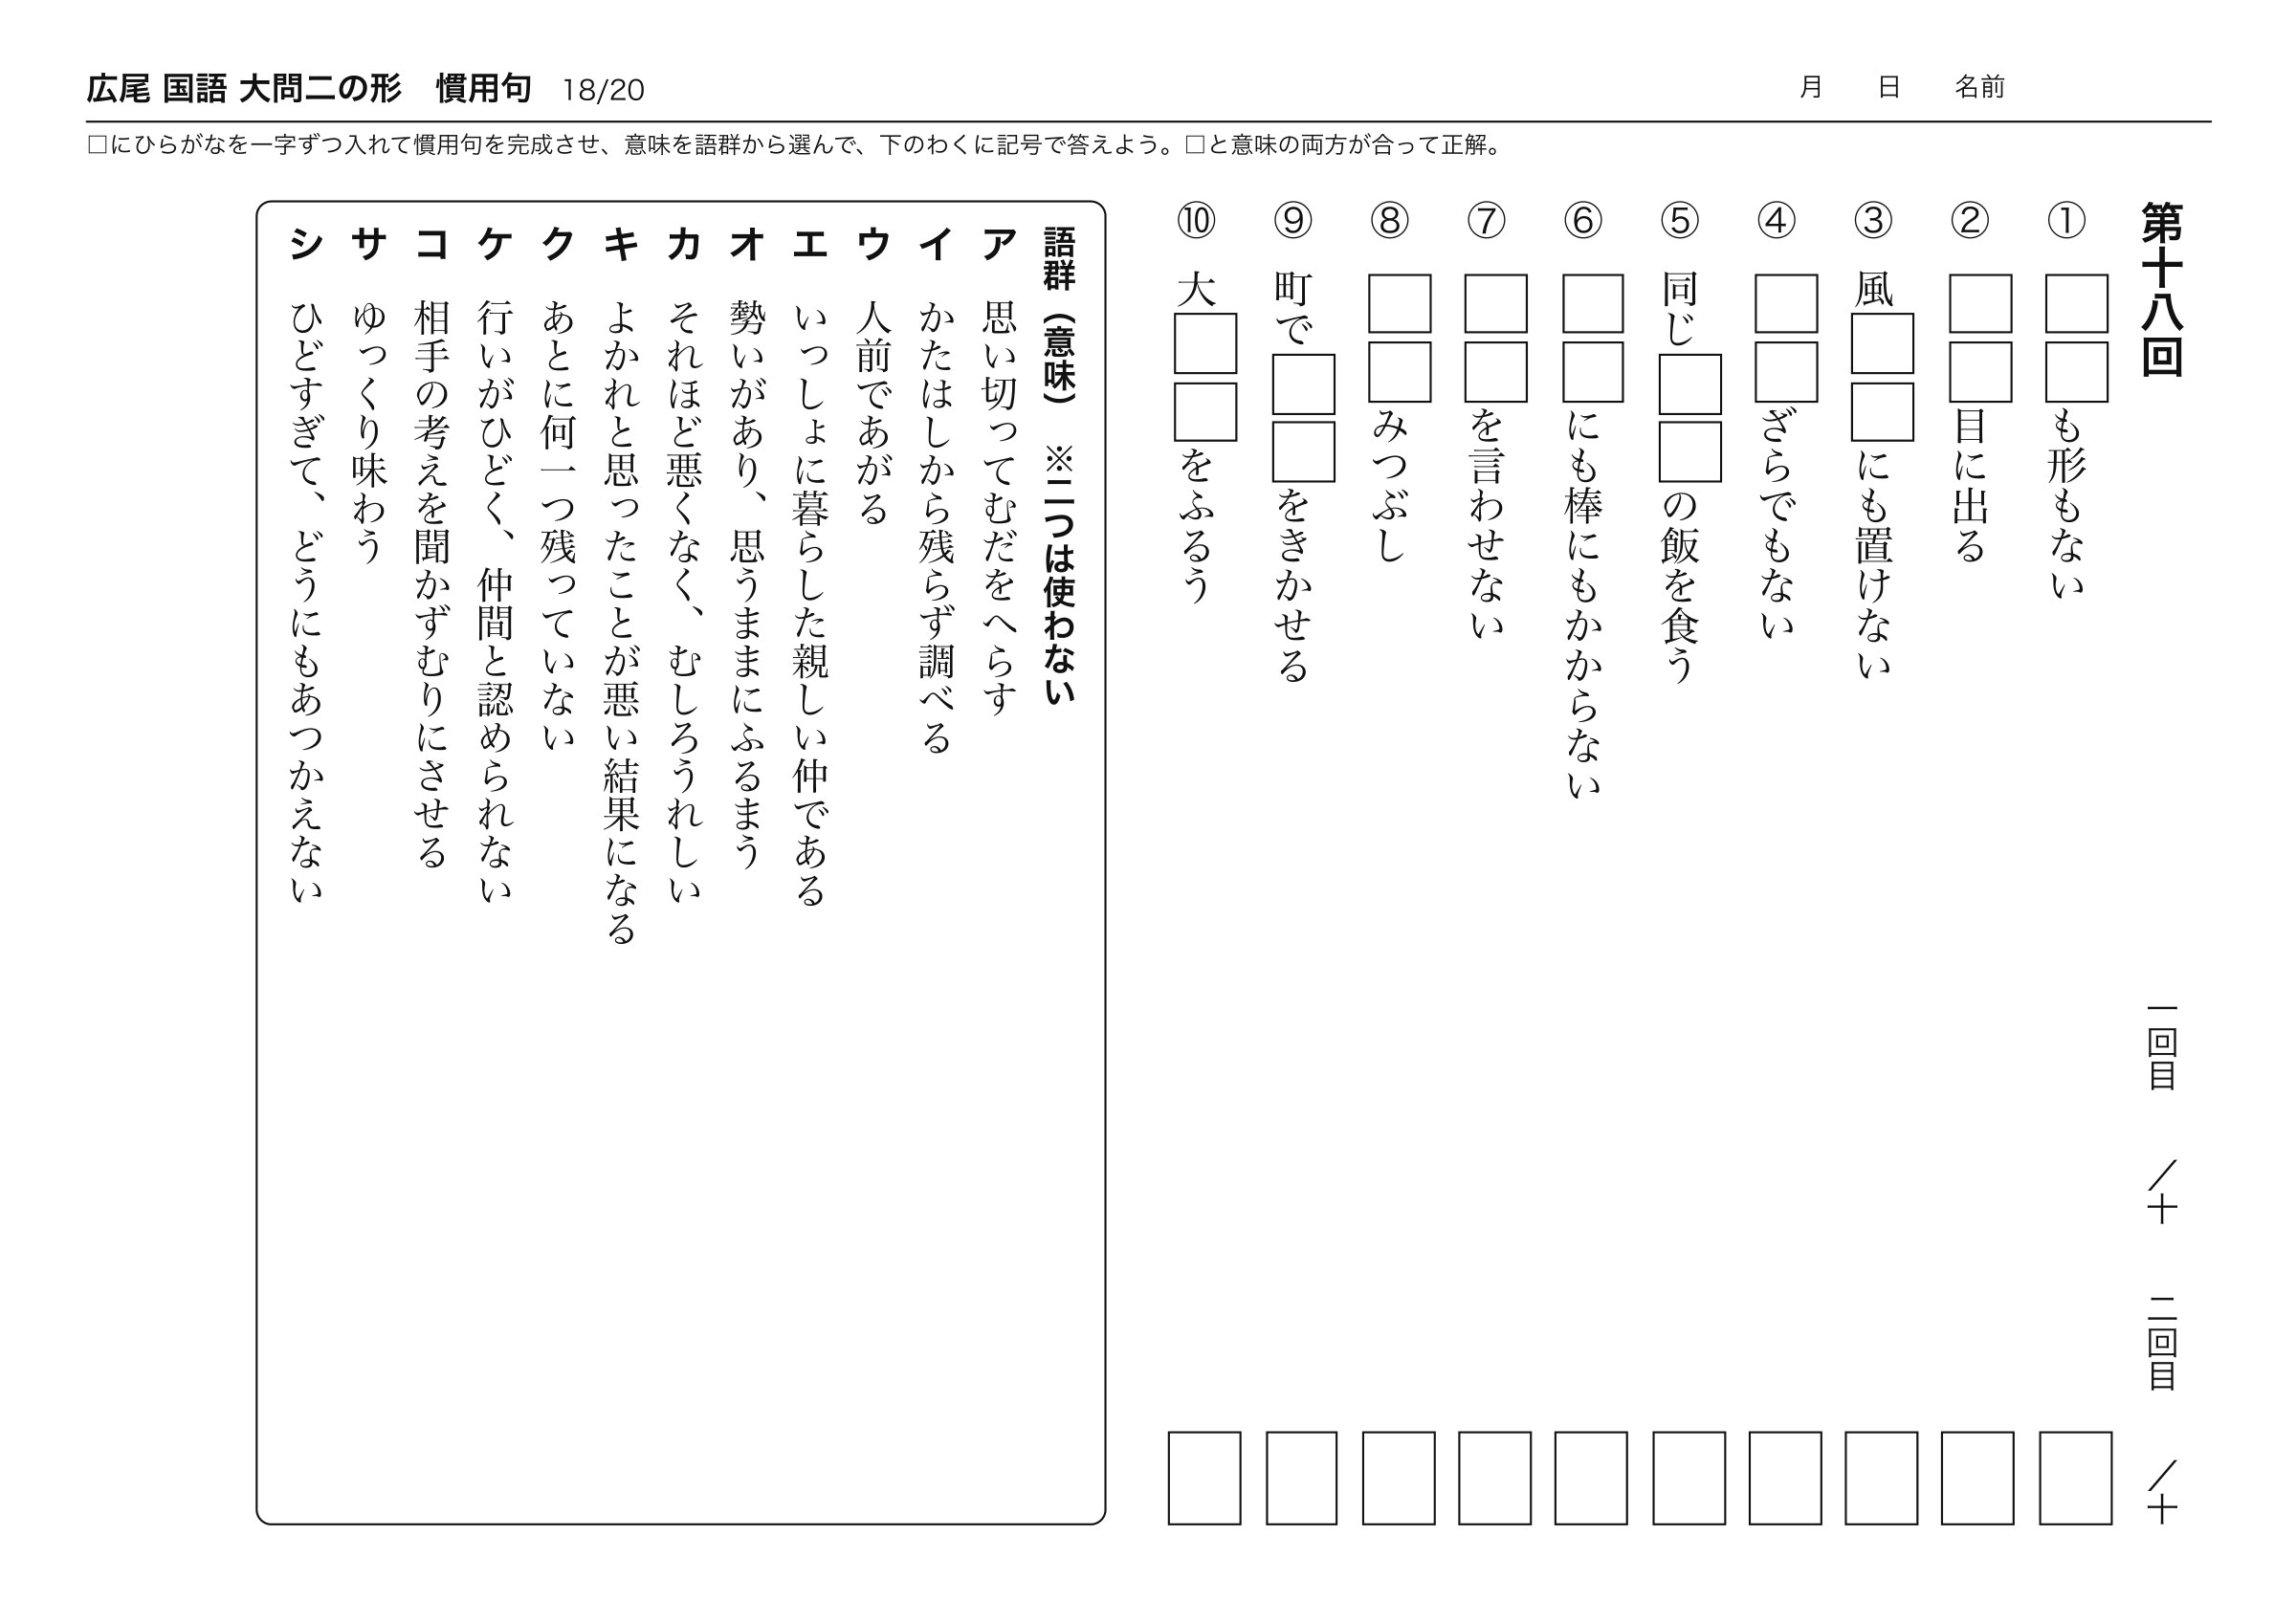 広尾 国語 大問二の形　慣用句　18/20
月　日　名前
□にひらがなを一字ずつ入れて慣用句を完成させ、意味を語群から選んで、下のわくに記号で答えよう。□と意味の両方が合って正解。
第十八回　一回目　／十　二回目　／十
① □□も形もない
② □□目に出る
③ 風□□にも置けない
④ □□ざらでもない
⑤ 同じ□□の飯を食う
⑥ □□にも棒にもかからない
⑦ □□を言わせない
⑧ □□みつぶし
⑨ 町で□□をきかせる
⑩ 大□□をふるう
語群（意味）　※二つは使わない
ア　思い切ってむだをへらす
イ　かたはしから残らず調べる
ウ　人前であがる
エ　いっしょに暮らした親しい仲である
オ　勢いがあり、思うままにふるまう
カ　それほど悪くなく、むしろうれしい
キ　よかれと思ったことが悪い結果になる
ク　あとに何一つ残っていない
ケ　行いがひどく、仲間と認められない
コ　相手の考えを聞かずむりにさせる
サ　ゆっくり味わう
シ　ひどすぎて、どうにもあつかえない